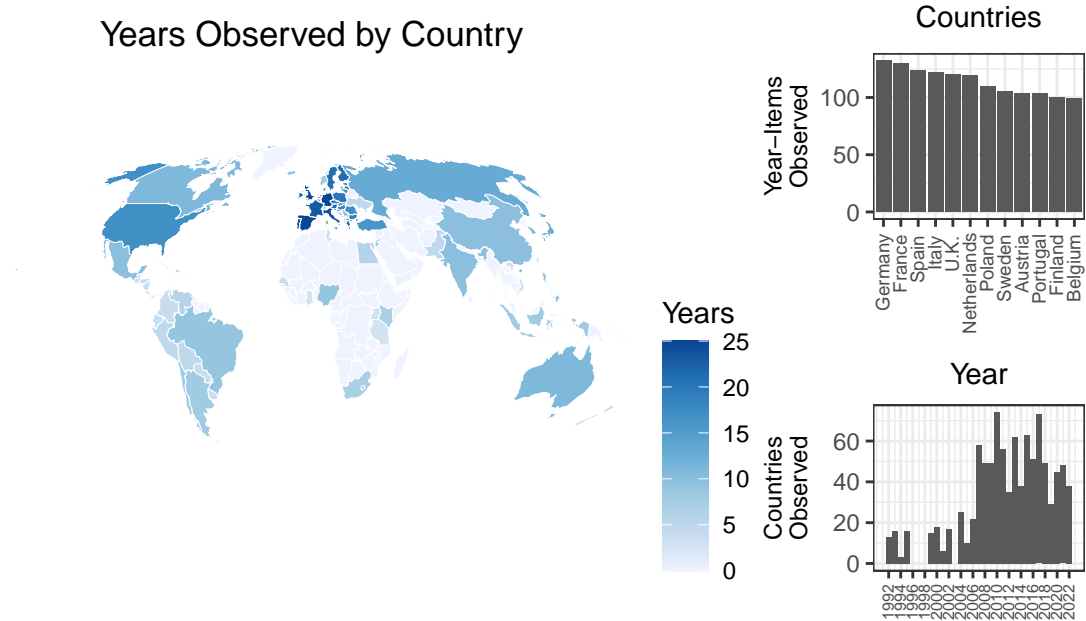 Years Observed by Country
Years
25
20
15
10
5
0
Countries
Year−Items
Observed
100
50
0
Germany
France
Spain
Italy
U.K.
Netherlands
Poland
Sweden
Austria
Portugal
Finland
Belgium
Year
Countries
Observed
60
40
20
0
1992
1994
1996
1998
2000
2002
2004
2006
2008
2010
2012
2014
2016
2018
2020
2022